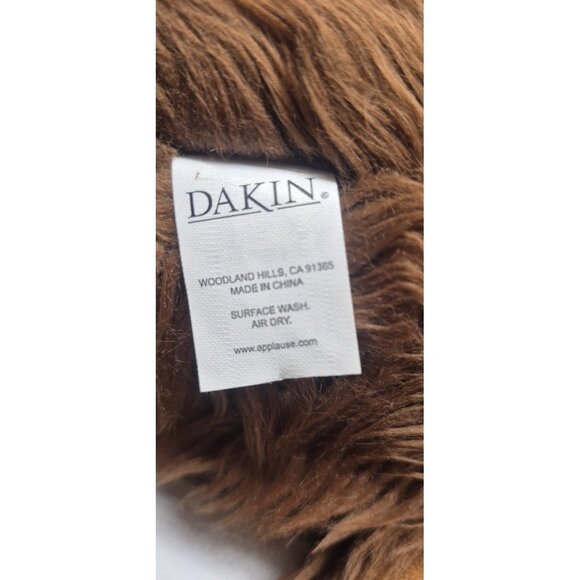 DAKIN®
WOODLAND HILLS, CA 91365
MADE IN CHINA
SURFACE WASH.
AIR DRY.
www.applause.com